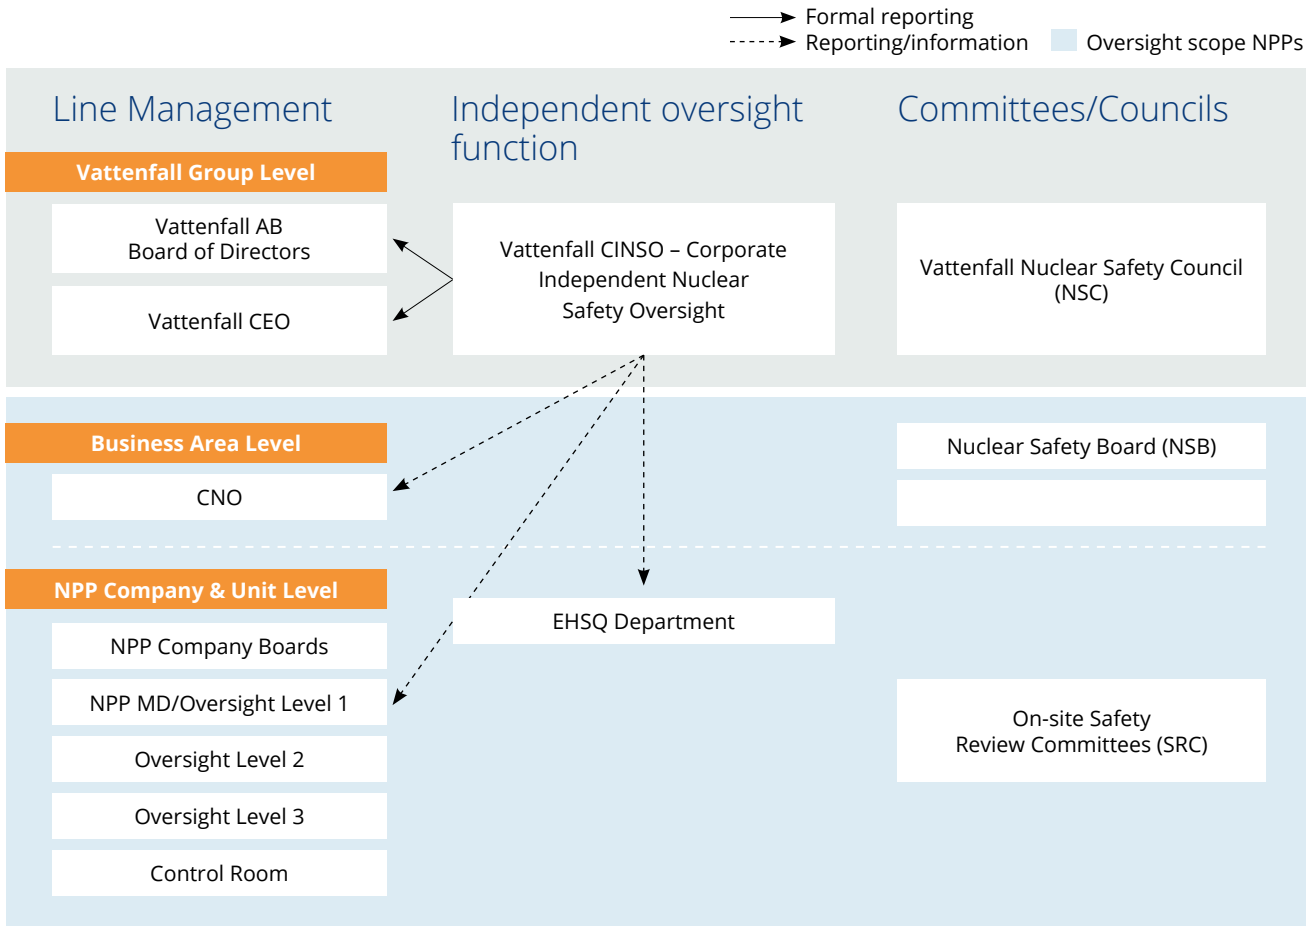 Formal reporting
Reporting/information
Oversight scope NPPs
Line Management
Independent oversight
function
Committees/Councils
Vattenfall Group Level
Vattenfall AB
Board of Directors
Vattenfall CEO
Vattenfall CINSO – Corporate
Independent Nuclear
Safety Oversight
Vattenfall Nuclear Safety Council
(NSC)
Business Area Level
CNO
Nuclear Safety Board (NSB)
NPP Company & Unit Level
NPP Company Boards
NPP MD/Oversight Level 1
Oversight Level 2
Oversight Level 3
Control Room
EHSQ Department
On-site Safety
Review Committees (SRC)